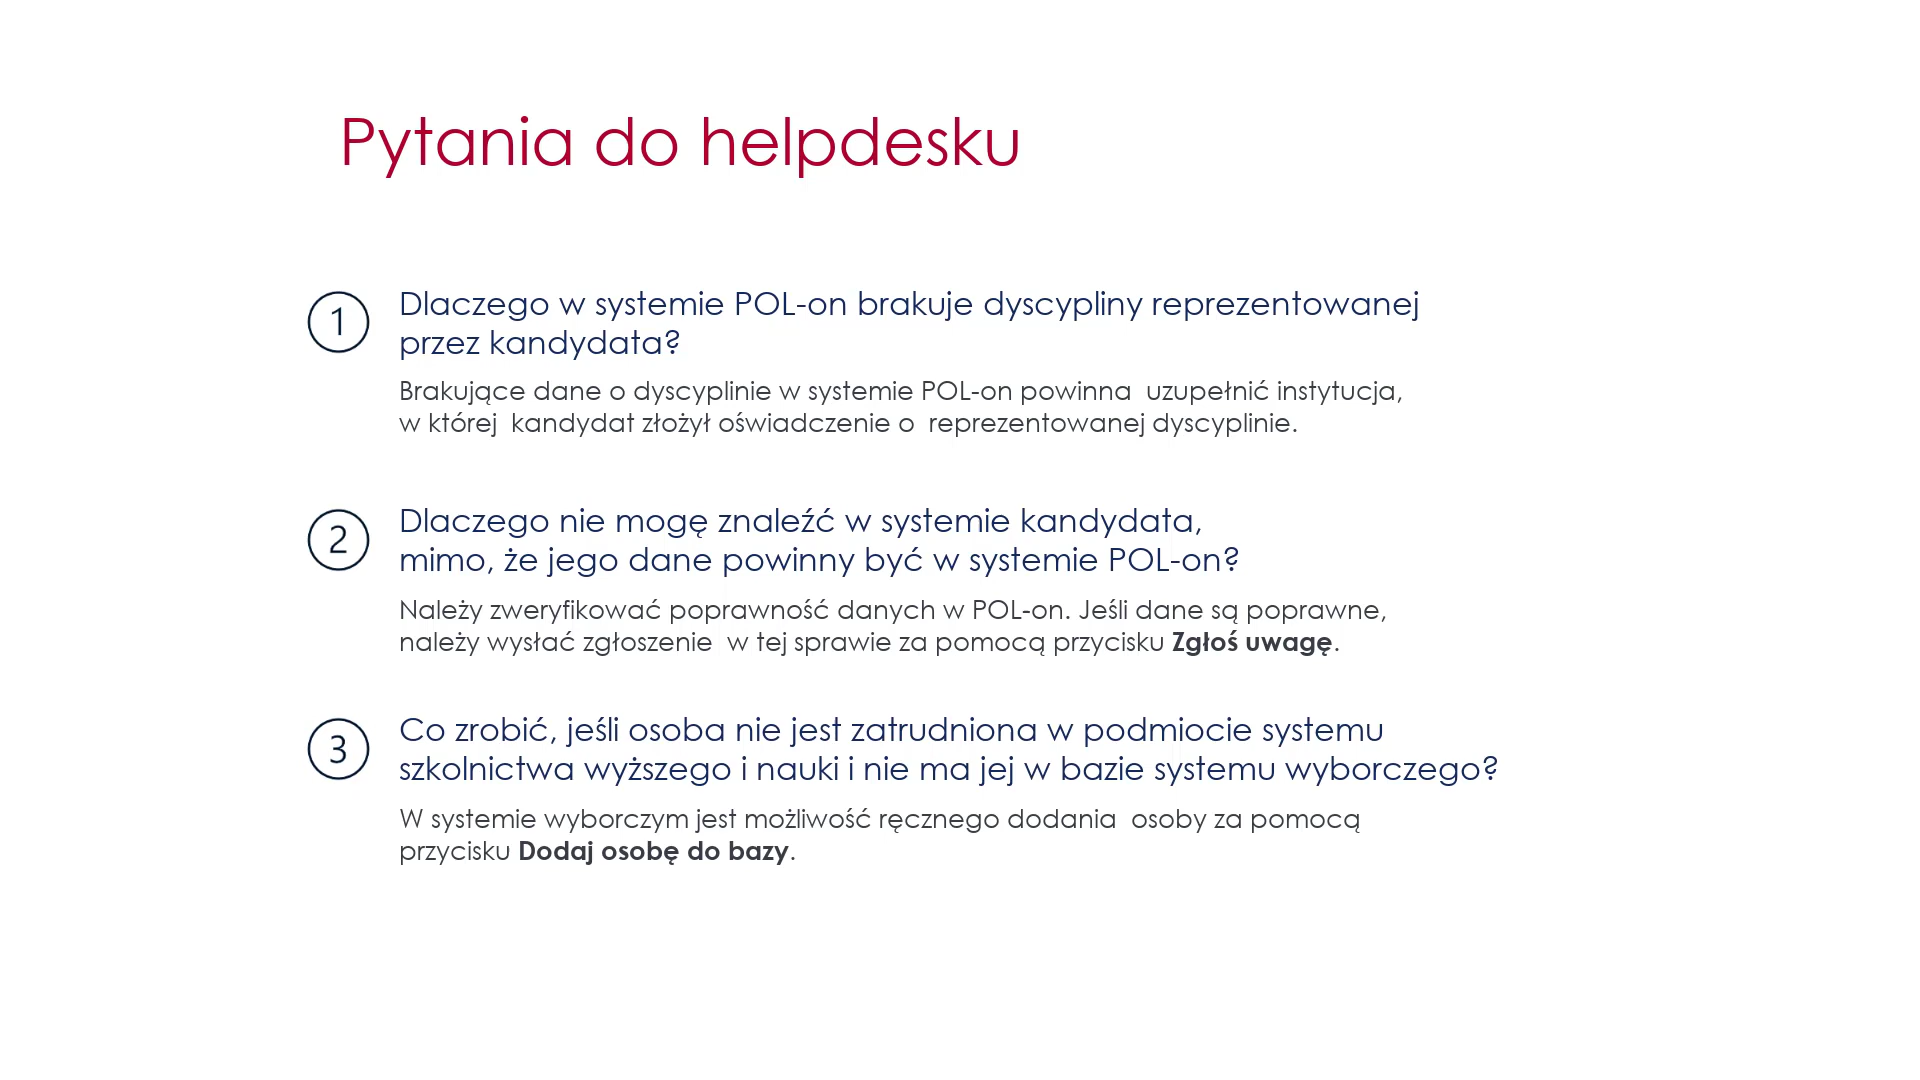 Pytania do helpdesku
1
Dlaczego w systemie POL-on brakuje dyscypliny reprezentowanej
przez kandydata?
Brakujące dane o dyscyplinie w systemie POL-on powinna  uzupełnić instytucja,
w której  kandydat złożył oświadczenie o  reprezentowanej dyscyplinie.
2
Dlaczego nie mogę znaleźć w systemie kandydata,
mimo, że jego dane powinny być w systemie POL-on?
Należy zweryfikować poprawność danych w POL-on. Jeśli dane są poprawne,
należy wysłać zgłoszenie  w tej sprawie za pomocą przycisku Zgłoś uwagę.
3
Co zrobić, jeśli osoba nie jest zatrudniona w podmiocie systemu
szkolnictwa wyższego i nauki i nie ma jej w bazie systemu wyborczego?
W systemie wyborczym jest możliwość ręcznego dodania  osoby za pomocą
przycisku Dodaj osobę do bazy.